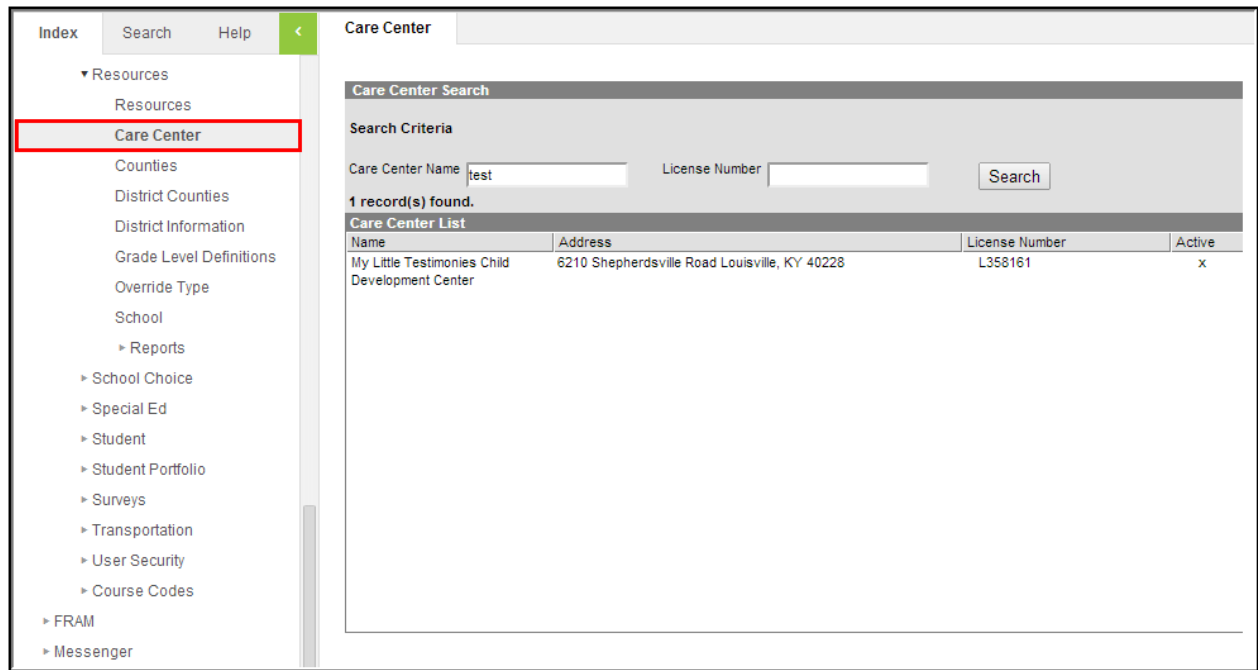 Index Search Help
Resources
Resources
Care Center
Counties
District Counties
District Information
Grade Level Definitions
Override Type
School
Reports
School Choice
Special Ed
Student
Student Portfolio
Surveys
Transportation
User Security
Course Codes
FRAM
Messenger
Care Center
Care Center Search
Search Criteria
Care Center Name test License Number Search
1 record(s) found.
Care Center List
Name Address License Number Active
My Little Testimonies Child 6210 Shepherdsville Road Louisville, KY 40228 L358161 x
Development Center